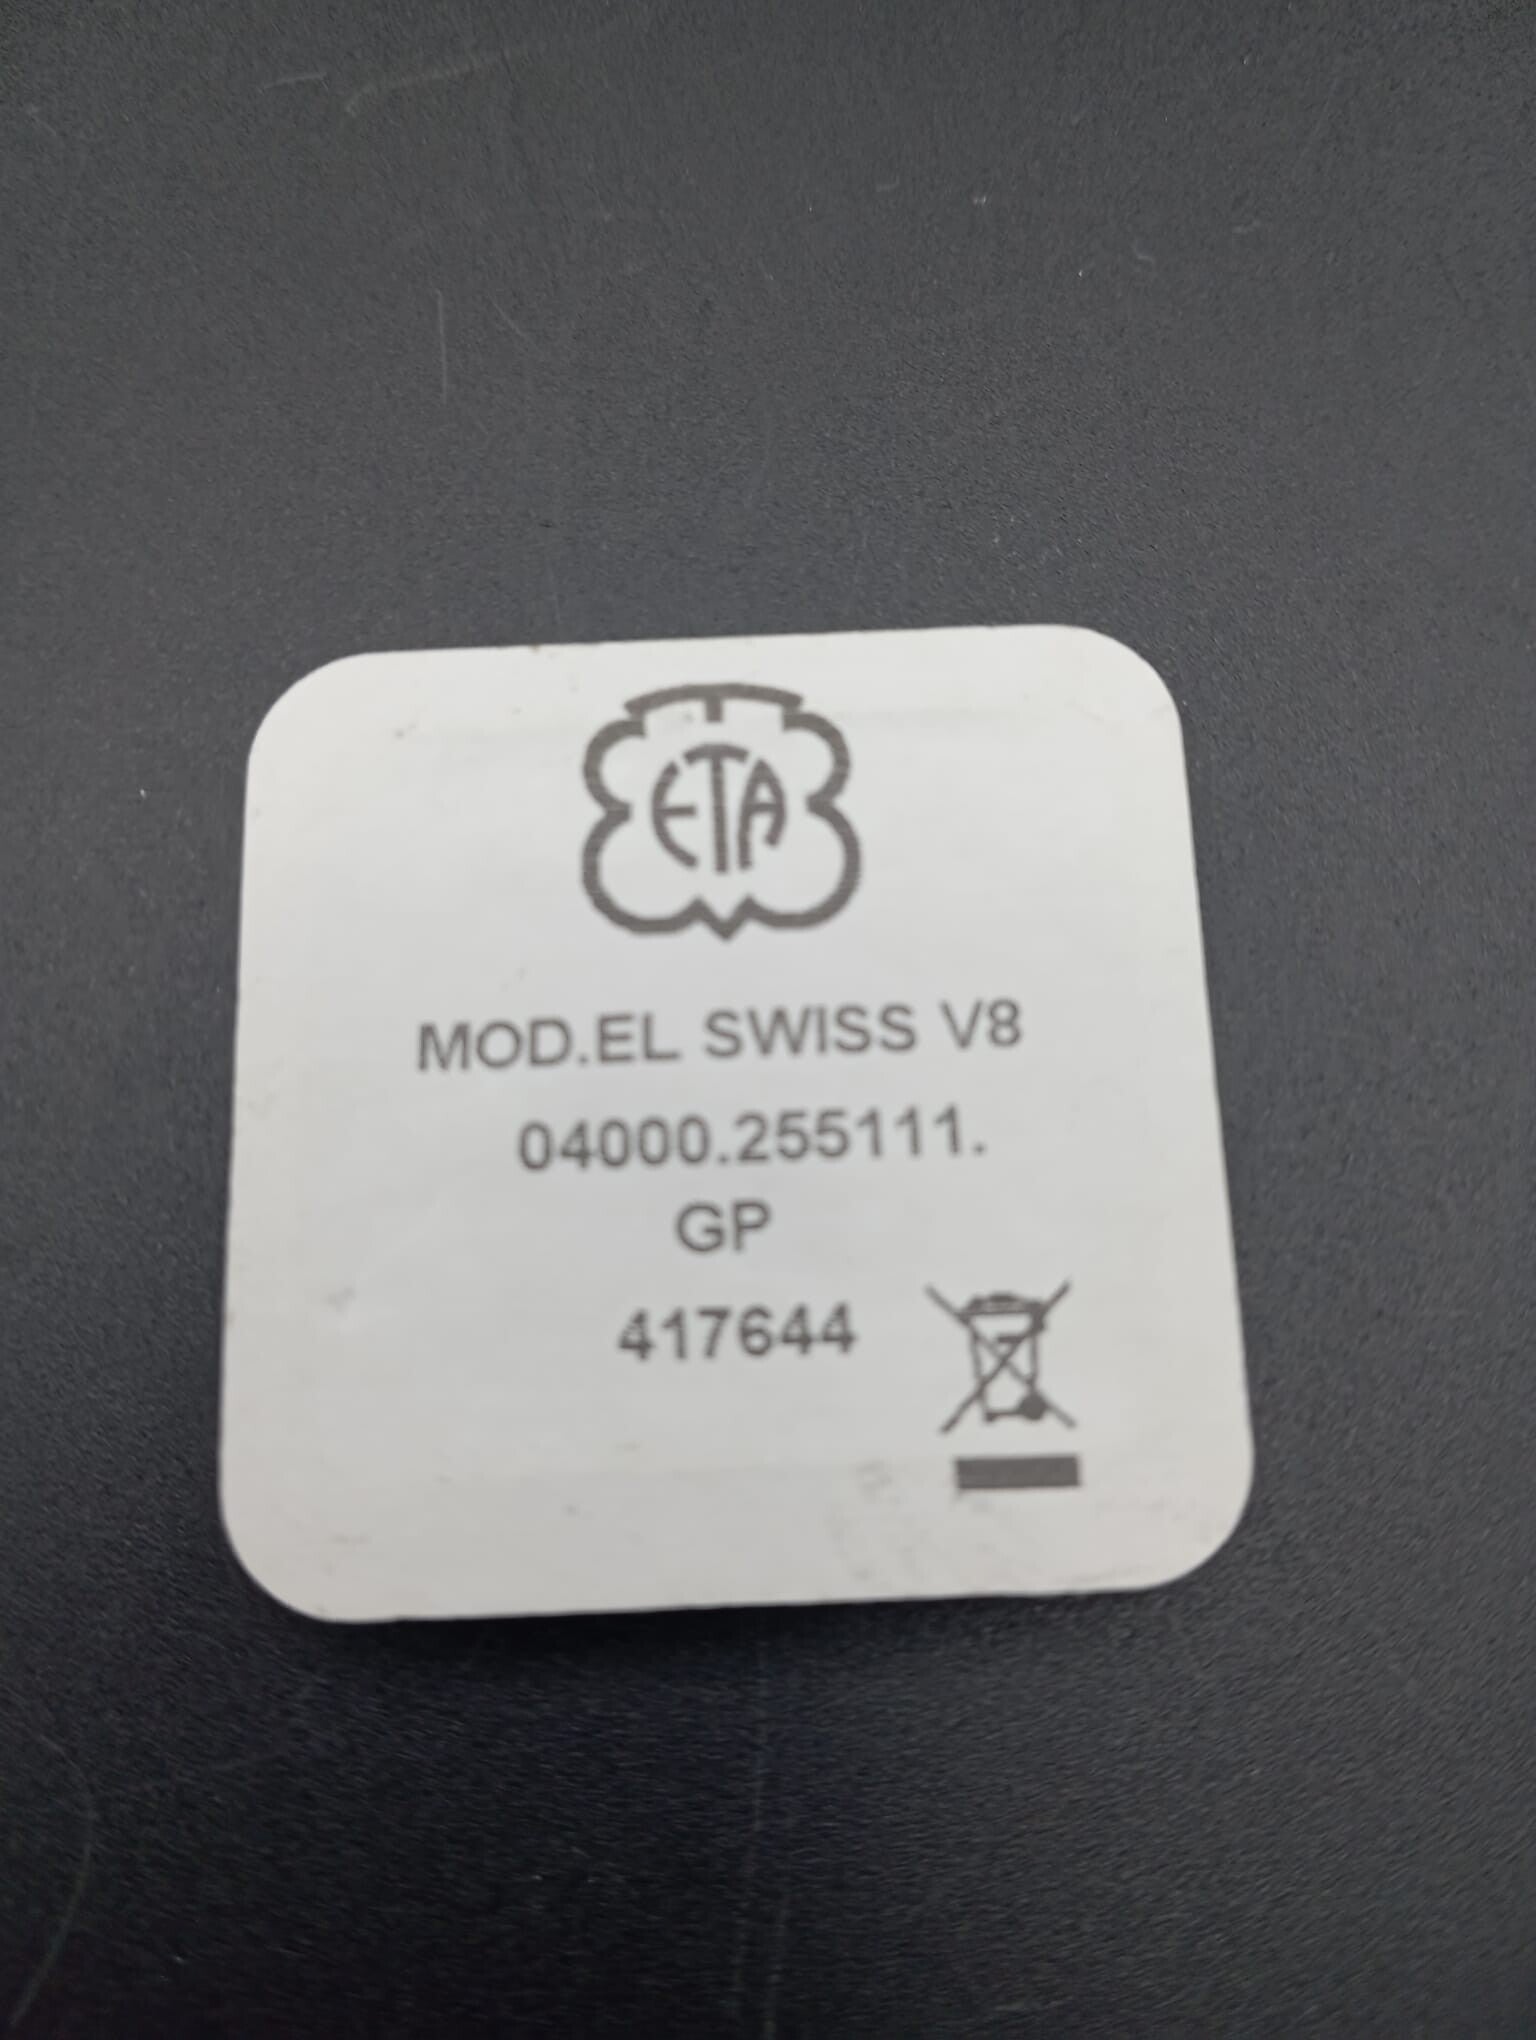 ETA
MOD.EL SWISS V8
04000.255111.
GP
417644